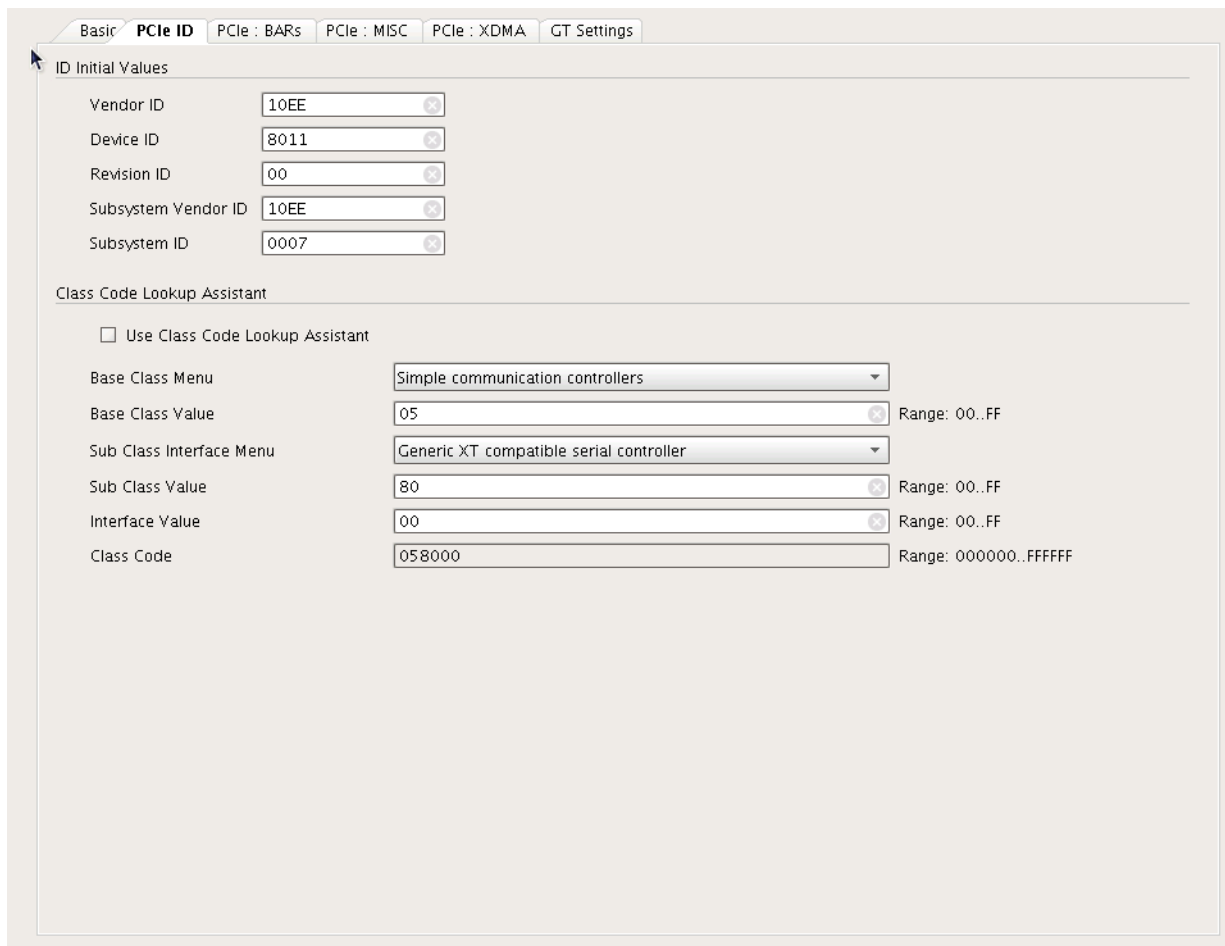 Basic PCIe ID PCIe : BARs PCIe : MISC PCIe : XDMA GT Settings
ID Initial Values
Vendor ID 10EE
Device ID 8011
Revision ID 00
Subsystem Vendor ID 10EE
Subsystem ID 0007
Class Code Lookup Assistant
Use Class Code Lookup Assistant
Base Class Menu Simple communication controllers
Base Class Value 05 Range: 00..FF
Sub Class Interface Menu Generic XT compatible serial controller
Sub Class Value 80 Range: 00..FF
Interface Value 00 Range: 00..FF
Class Code 058000 Range: 000000..FFFFFF